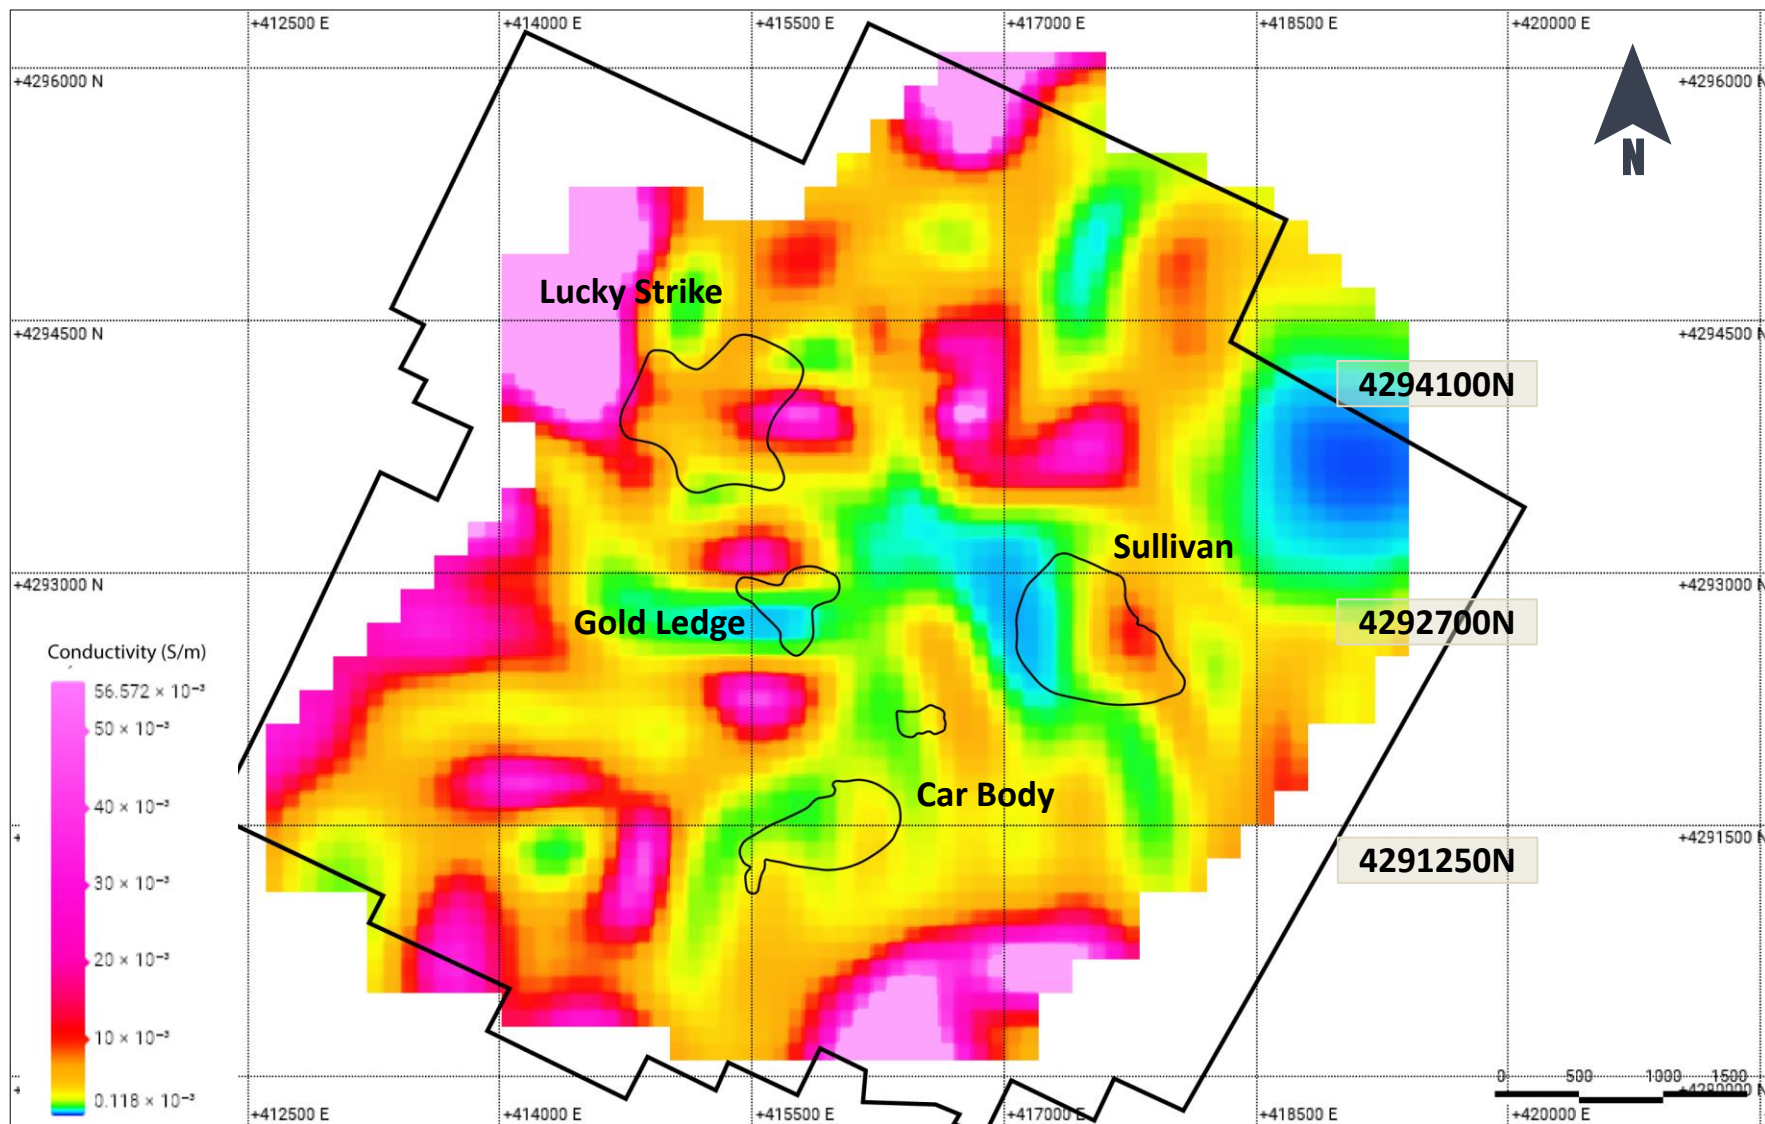 +412500 E +414000 E +415500 E +417000 E +418500 E +420000 E
+4296000 N +4296000 N
N
Lucky Strike
+4294500 N +4294500 N
4294100N
Sullivan
+4293000 N +4293000 N
Gold Ledge
4292700N
Conductivity (S/m)
56.572 × 10⁻³
50 × 10⁻³
40 × 10⁻³
30 × 10⁻³
20 × 10⁻³
10 × 10⁻³
0.118 × 10⁻³
Car Body
+4291500 N
4291250N
0 500 1000 1500
+4290000 N
+412500 E +414000 E +415500 E +417000 E +418500 E +420000 E